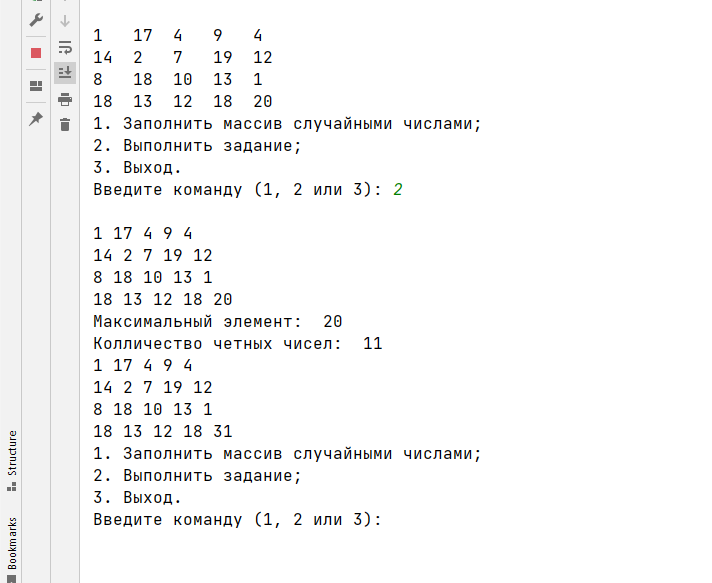 1 17 4 9 4
14 2 7 19 12
8 18 10 13 1
18 13 12 18 20
1. Заполнить массив случайными числами;
2. Выполнить задание;
3. Выход.
Введите команду (1, 2 или 3): 2
1 17 4 9 4
14 2 7 19 12
8 18 10 13 1
18 13 12 18 20
Максимальный элемент: 20
Колличество четных чисел: 11
1 17 4 9 4
14 2 7 19 12
8 18 10 13 1
18 13 12 18 31
1. Заполнить массив случайными числами;
2. Выполнить задание;
3. Выход.
Введите команду (1, 2 или 3):
Structure
Bookmarks